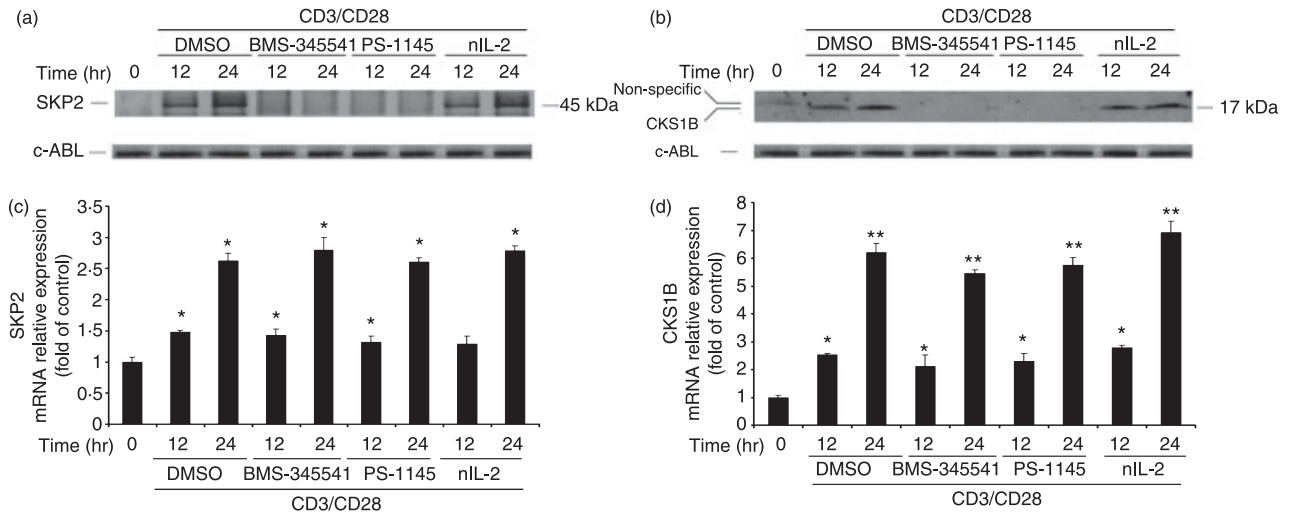 (a)
CD3/CD28
DMSO BMS-345541 PS-1145 nIL-2
Time (hr) 0 12 24 12 24 12 24 12 24
SKP2
45 kDa
c-ABL
(b)
CD3/CD28
DMSO BMS-345541 PS-1145 nIL-2
Time (hr) 0 12 24 12 24 12 24 12 24
Non-specific
CKS1B
17 kDa
c-ABL
(c)
SKP2
mRNA relative expression
(fold of control)
3·5
3
2·5
2
1·5
1
0·5
0
* * * * * * *
Time (hr) 0 12 24 12 24 12 24 12 24
DMSO BMS-345541 PS-1145 nIL-2
CD3/CD28
(d)
CKS1B
mRNA relative expression
(fold of control)
8
7
6
5
4
3
2
1
0
* ** * ** * ** * **
Time (hr) 0 12 24 12 24 12 24 12 24
DMSO BMS-345541 PS-1145 nIL-2
CD3/CD28